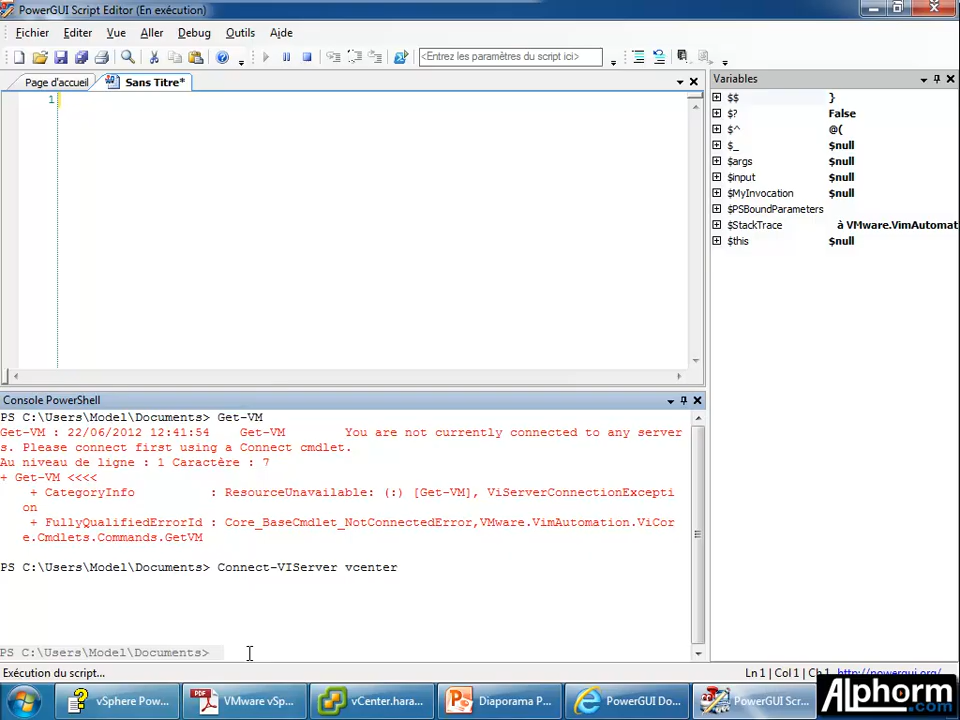 PowerGUI Script Editor (En exécution)
Fichier Editer Vue Aller Debug Outils Aide
<Entrez les paramètres du script ici>
Page d'accueil Sans Titre*
1
Variables
$$ }
$? False
$^ @(
$_ $null
$args $null
$input $null
$MyInvocation $null
$PSBoundParameters
$StackTrace à VMware.VimAutomat
$this $null
Console PowerShell
PS C:\Users\Model\Documents> Get-VM
Get-VM : 22/06/2012 12:41:54 Get-VM You are not currently connected to any server
s. Please connect first using a Connect cmdlet.
Au niveau de ligne : 1 Caractère : 7
+ Get-VM <<<<
+ CategoryInfo : ResourceUnavailable: (:) [Get-VM], ViServerConnectionExcepti
on
+ FullyQualifiedErrorId : Core_BaseCmdlet_NotConnectedError,VMware.VimAutomation.ViCor
e.Cmdlets.Commands.GetVM
PS C:\Users\Model\Documents> Connect-VIServer vcenter
PS C:\Users\Model\Documents>
Exécution du script... Ln 1 | Col 1 | Ch 1 http://powergui.org/
vSphere Pow... VMware vSp... vCenter.hara... Diaporama P... PowerGUI Do... PowerGUI Scr...
Alphorm
.com